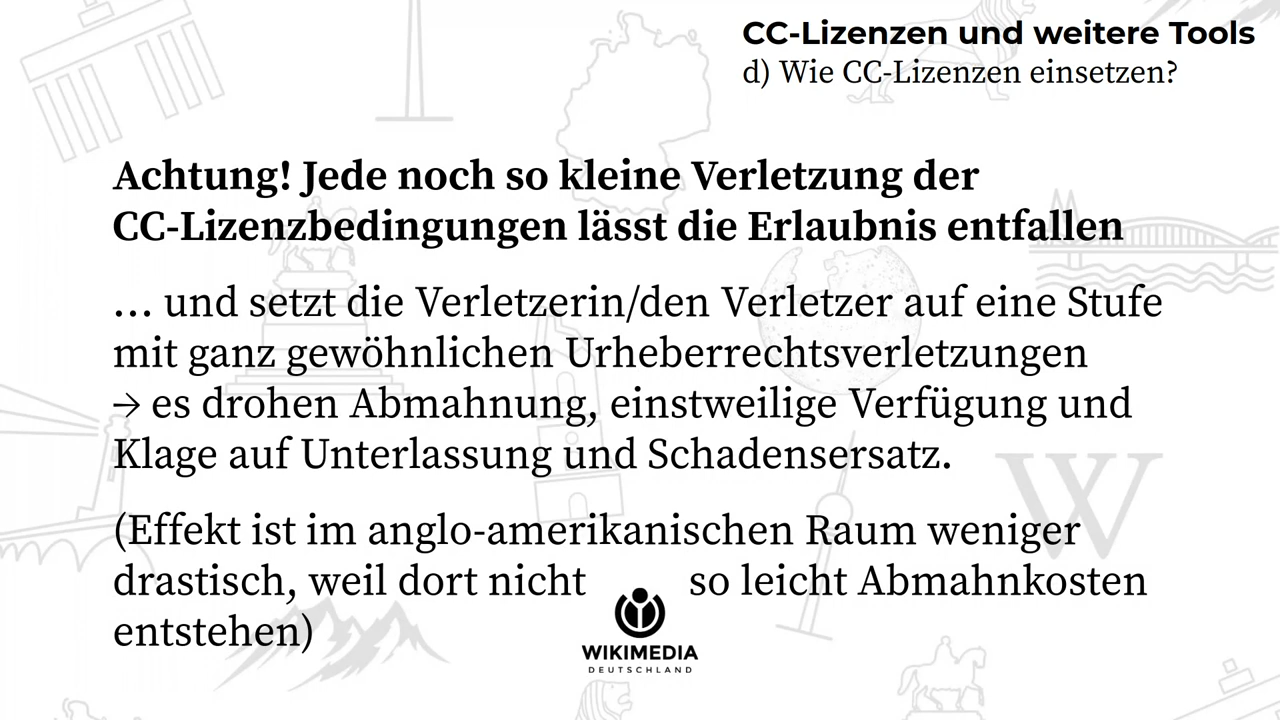 CC-Lizenzen und weitere Tools
d) Wie CC-Lizenzen einsetzen?
Achtung! Jede noch so kleine Verletzung der
CC-Lizenzbedingungen lässt die Erlaubnis entfallen
… und setzt die Verletzerin/den Verletzer auf eine Stufe
mit ganz gewöhnlichen Urheberrechtsverletzungen
→ es drohen Abmahnung, einstweilige Verfügung und
Klage auf Unterlassung und Schadensersatz.
(Effekt ist im anglo-amerikanischen Raum weniger
drastisch, weil dort nicht so leicht Abmahnkosten
entstehen)
W
WIKIMEDIA
DEUTSCHLAND